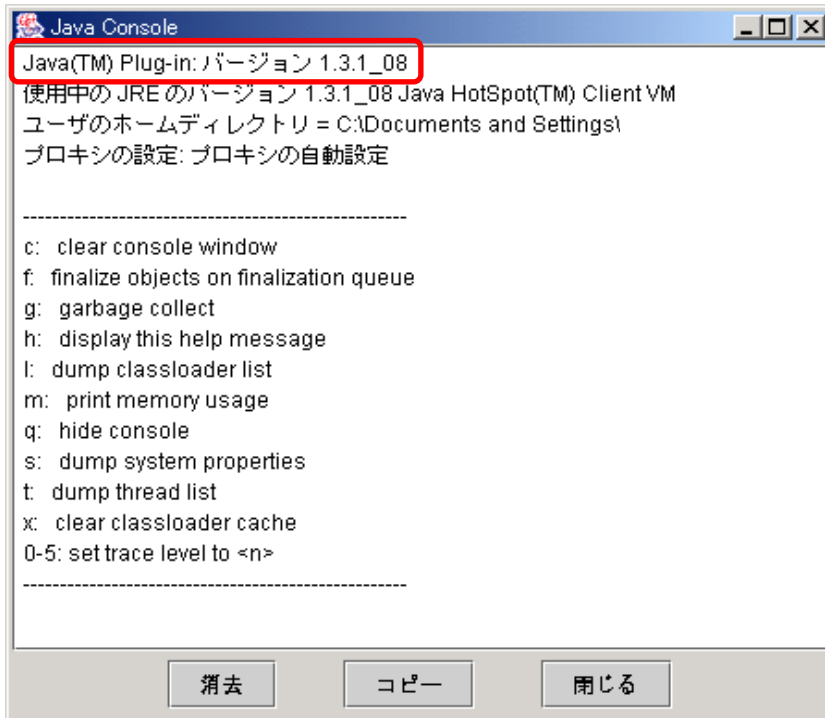 Java Console
Java(TM) Plug-in: バージョン 1.3.1_08
使用中の JRE のバージョン 1.3.1_08 Java HotSpot(TM) Client VM
ユーザのホームディレクトリ = C:\Documents and Settings\
プロキシの設定: プロキシの自動設定
----------------------------------------------------
c: clear console window
f: finalize objects on finalization queue
g: garbage collect
h: display this help message
l: dump classloader list
m: print memory usage
q: hide console
s: dump system properties
t: dump thread list
x: clear classloader cache
0-5: set trace level to <n>
----------------------------------------------------
消去 コピー 閉じる